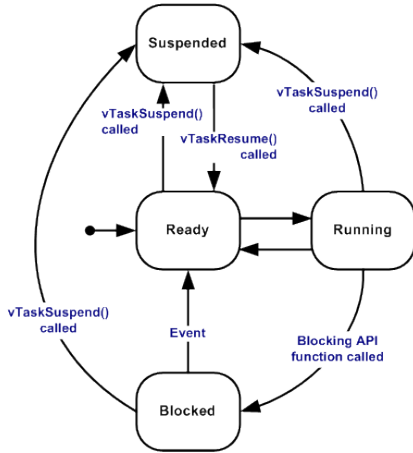 Suspended
vTaskSuspend()
called
vTaskSuspend()
called
vTaskResume()
called
Ready
Running
vTaskSuspend()
called
Event
Blocking API
function called
Blocked